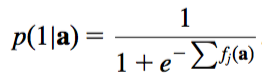 p(1|a) = 1 / (1 + e^{-∑f_j(a)})